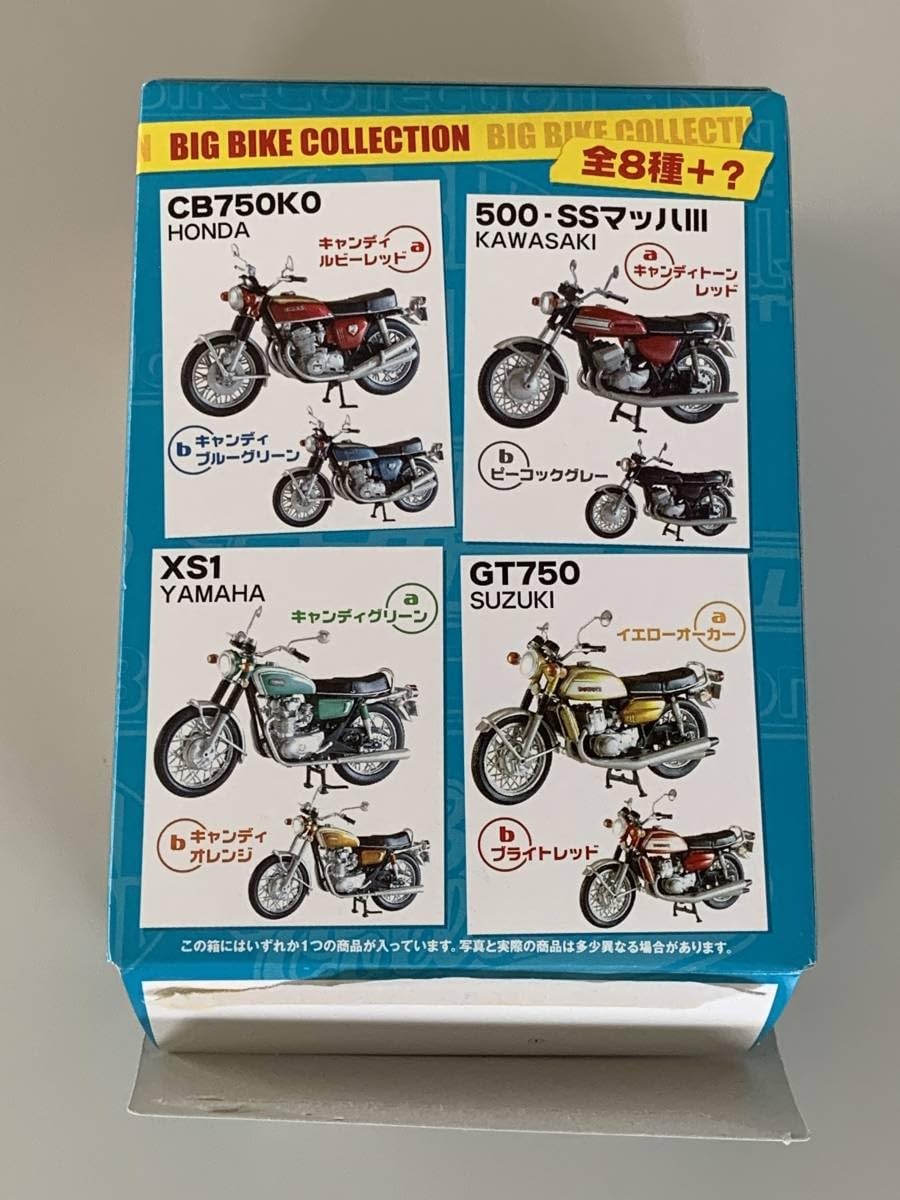 BIG BIKE COLLECTION BIG BIKE COLLECTI
全8種+?
CB750K0
HONDA
キャンディ
ルビーレッド a
b キャンディ
ブルーグリーン
500-SSマッハIII
KAWASAKI
a
キャンディトーン
レッド
b
ピーコックグレー
XS1
YAMAHA
a
キャンディグリーン
b キャンディ
オレンジ
GT750
SUZUKI
a
イエローオーカー
b
ブライトレッド
この箱にはいずれか1つの商品が入っています。写真と実際の商品は多少異なる場合があります。